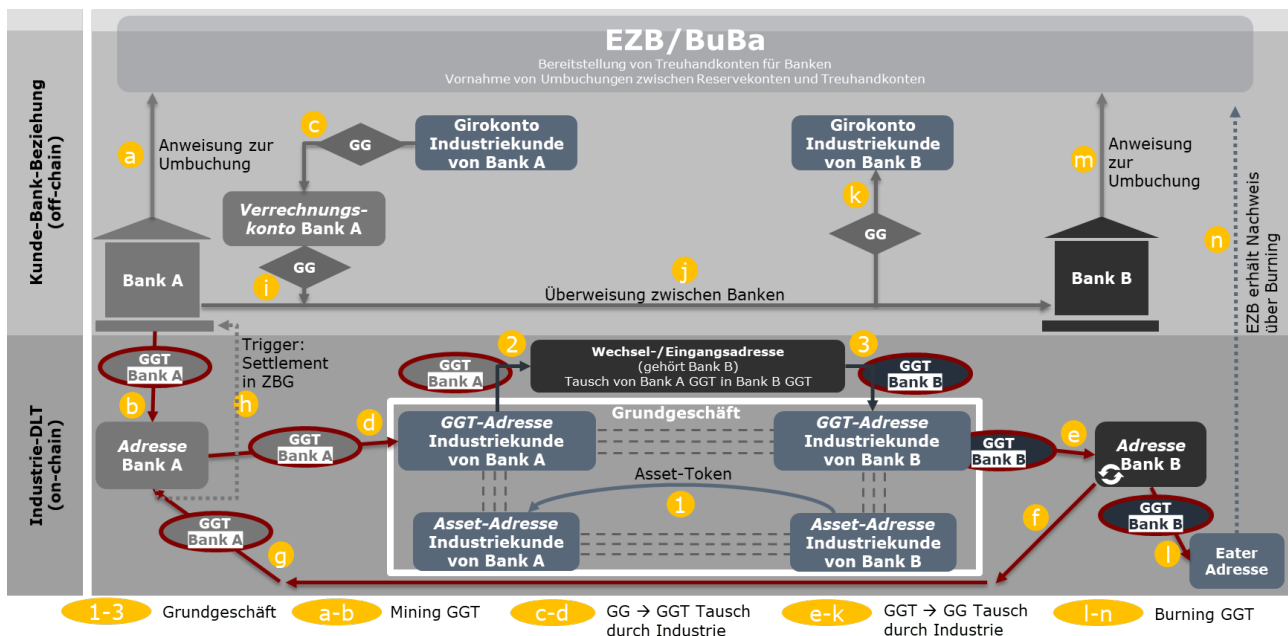 EZB/BuBa
Bereitstellung von Treuhandkonten für Banken
Vornahme von Umbuchungen zwischen Reservekonten und Treuhandkonten
Kunde-Bank-Beziehung
(off-chain)
a
Anweisung zur
Umbuchung
c
GG
Girokonto
Industriekunde
von Bank A
Girokonto
Industriekunde
von Bank B
m
Anweisung
zur
Umbuchung
k
Verrechnungs-
konto Bank A
GG
GG
n
EZB erhält Nachweis
über Burning
Bank A
i
j
Überweisung zwischen Banken
Bank B
Industrie-DLT
(on-chain)
GGT
Bank A
Trigger:
Settlement
in ZBG
h
b
GGT
Bank A
2
Wechsel-/Eingangsadresse
(gehört Bank B)
Tausch von Bank A GGT in Bank B GGT
3
GGT
Bank B
Adresse
Bank A
GGT
Bank A
d
Grundgeschäft
GGT-Adresse
Industriekunde
von Bank A
GGT-Adresse
Industriekunde
von Bank B
GGT
Bank B
e
Adresse
Bank B
Asset-Token
1
Asset-Adresse
Industriekunde
von Bank A
Asset-Adresse
Industriekunde
von Bank B
f
GGT
Bank B
l
Eater
Adresse
GGT
Bank A
g
1-3
Grundgeschäft
a-b
Mining GGT
c-d
GG → GGT Tausch
durch Industrie
e-k
GGT → GG Tausch
durch Industrie
l-n
Burning GGT